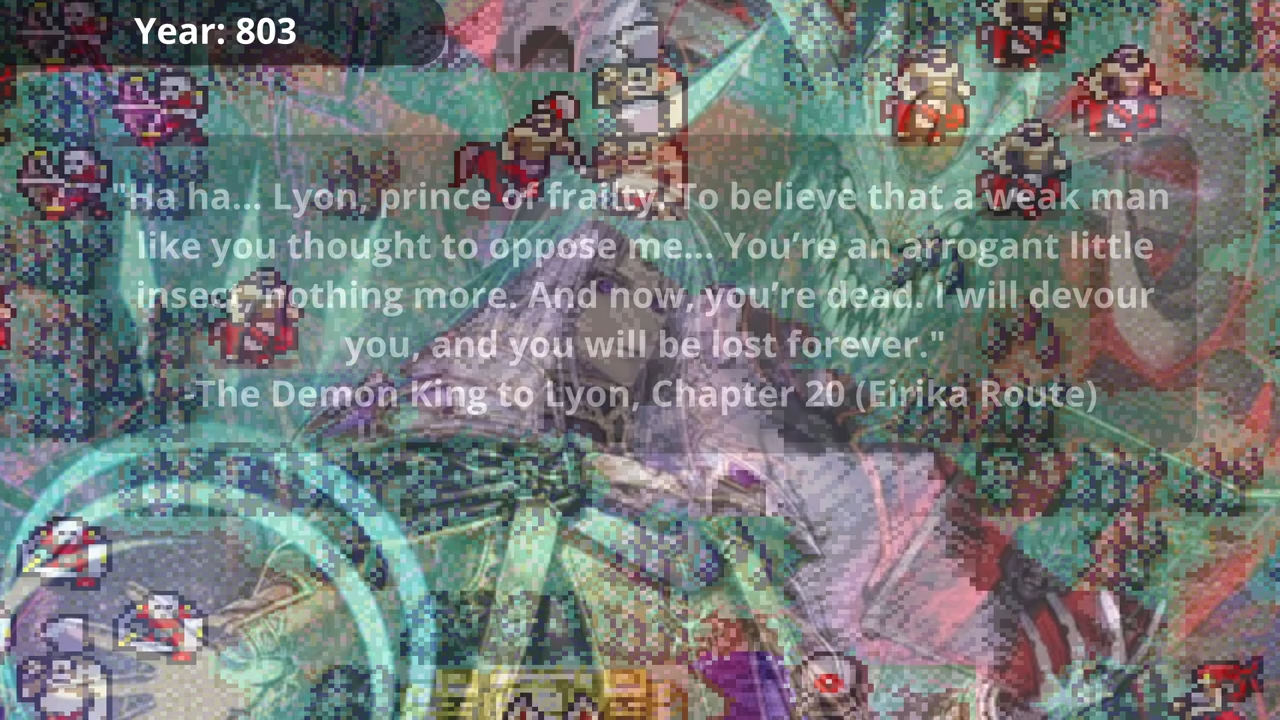 Year: 803
"Ha ha... Lyon, prince of frailty. To believe that a weak man
like you thought to oppose me... You’re an arrogant little
insect, nothing more. And now, you’re dead. I will devour
you, and you will be lost forever."
-The Demon King to Lyon, Chapter 20 (Eirika Route)